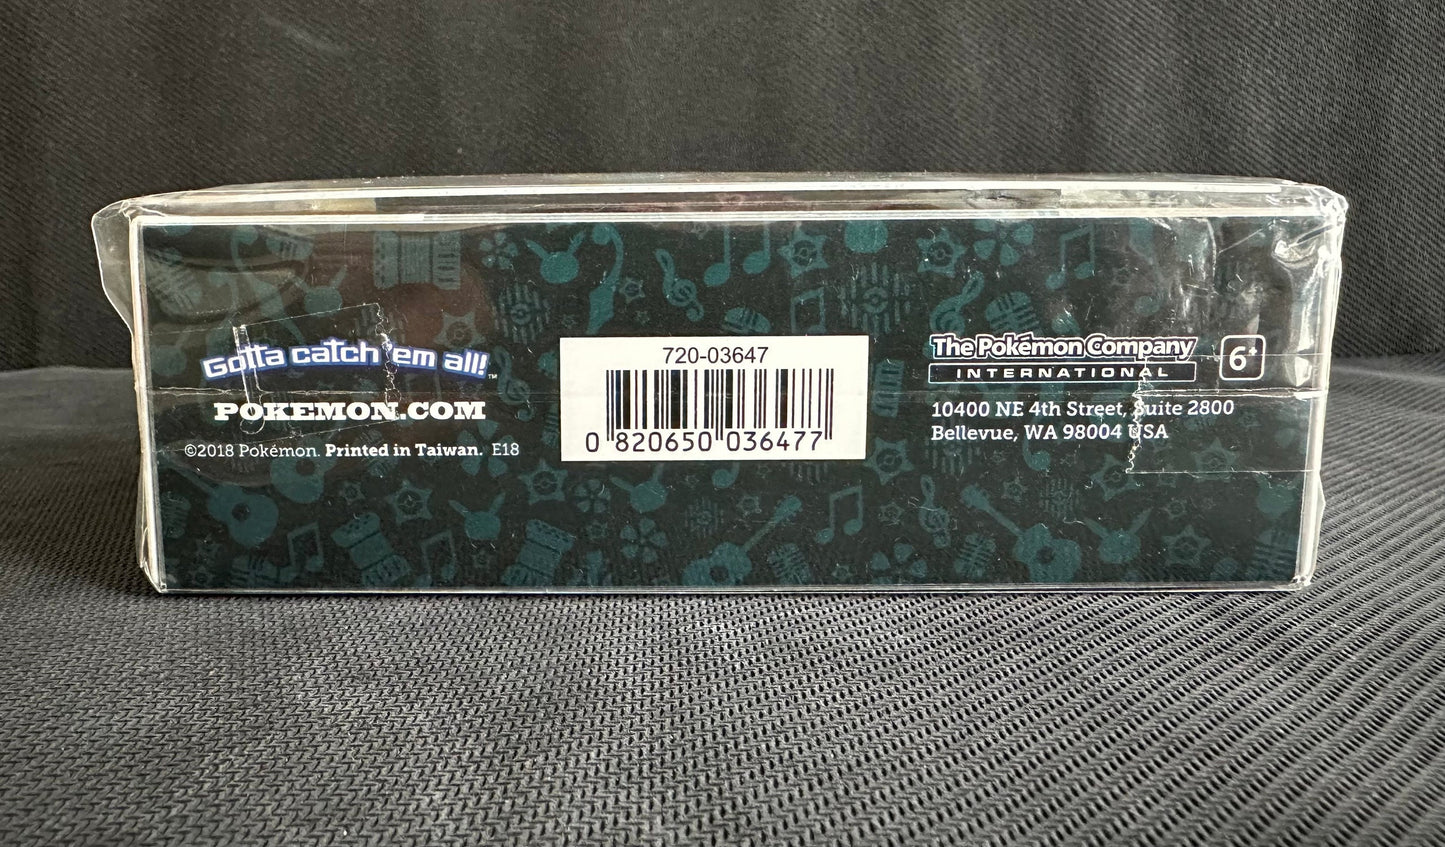 Gotta catch 'em all!™
POKEMON.COM
©2018 Pokémon. Printed in Taiwan. E18
720-03647
0 820650 036477
The Pokémon Company
INTERNATIONAL
6+
10400 NE 4th Street, Suite 2800
Bellevue, WA 98004 USA